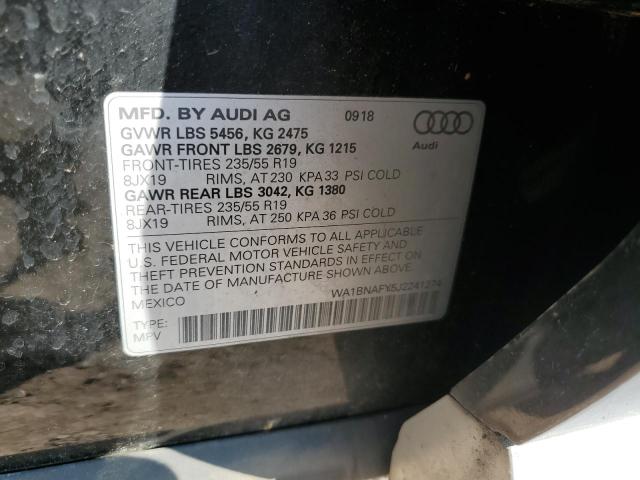 MFD. BY AUDI AG 0918
Audi
GVWR LBS 5456, KG 2475
GAWR FRONT LBS 2679, KG 1215
FRONT-TIRES 235/55 R19
8JX19 RIMS, AT 230 KPA 33 PSI COLD
GAWR REAR LBS 3042, KG 1380
REAR-TIRES 235/55 R19
8JX19 RIMS, AT 250 KPA 36 PSI COLD
THIS VEHICLE CONFORMS TO ALL APPLICABLE
U.S. FEDERAL MOTOR VEHICLE SAFETY AND
THEFT PREVENTION STANDARDS IN EFFECT ON
THE DATE OF MANUFACTURE SHOWN ABOVE.
MEXICO WA1BNAFY6J2241274
TYPE:
MPV